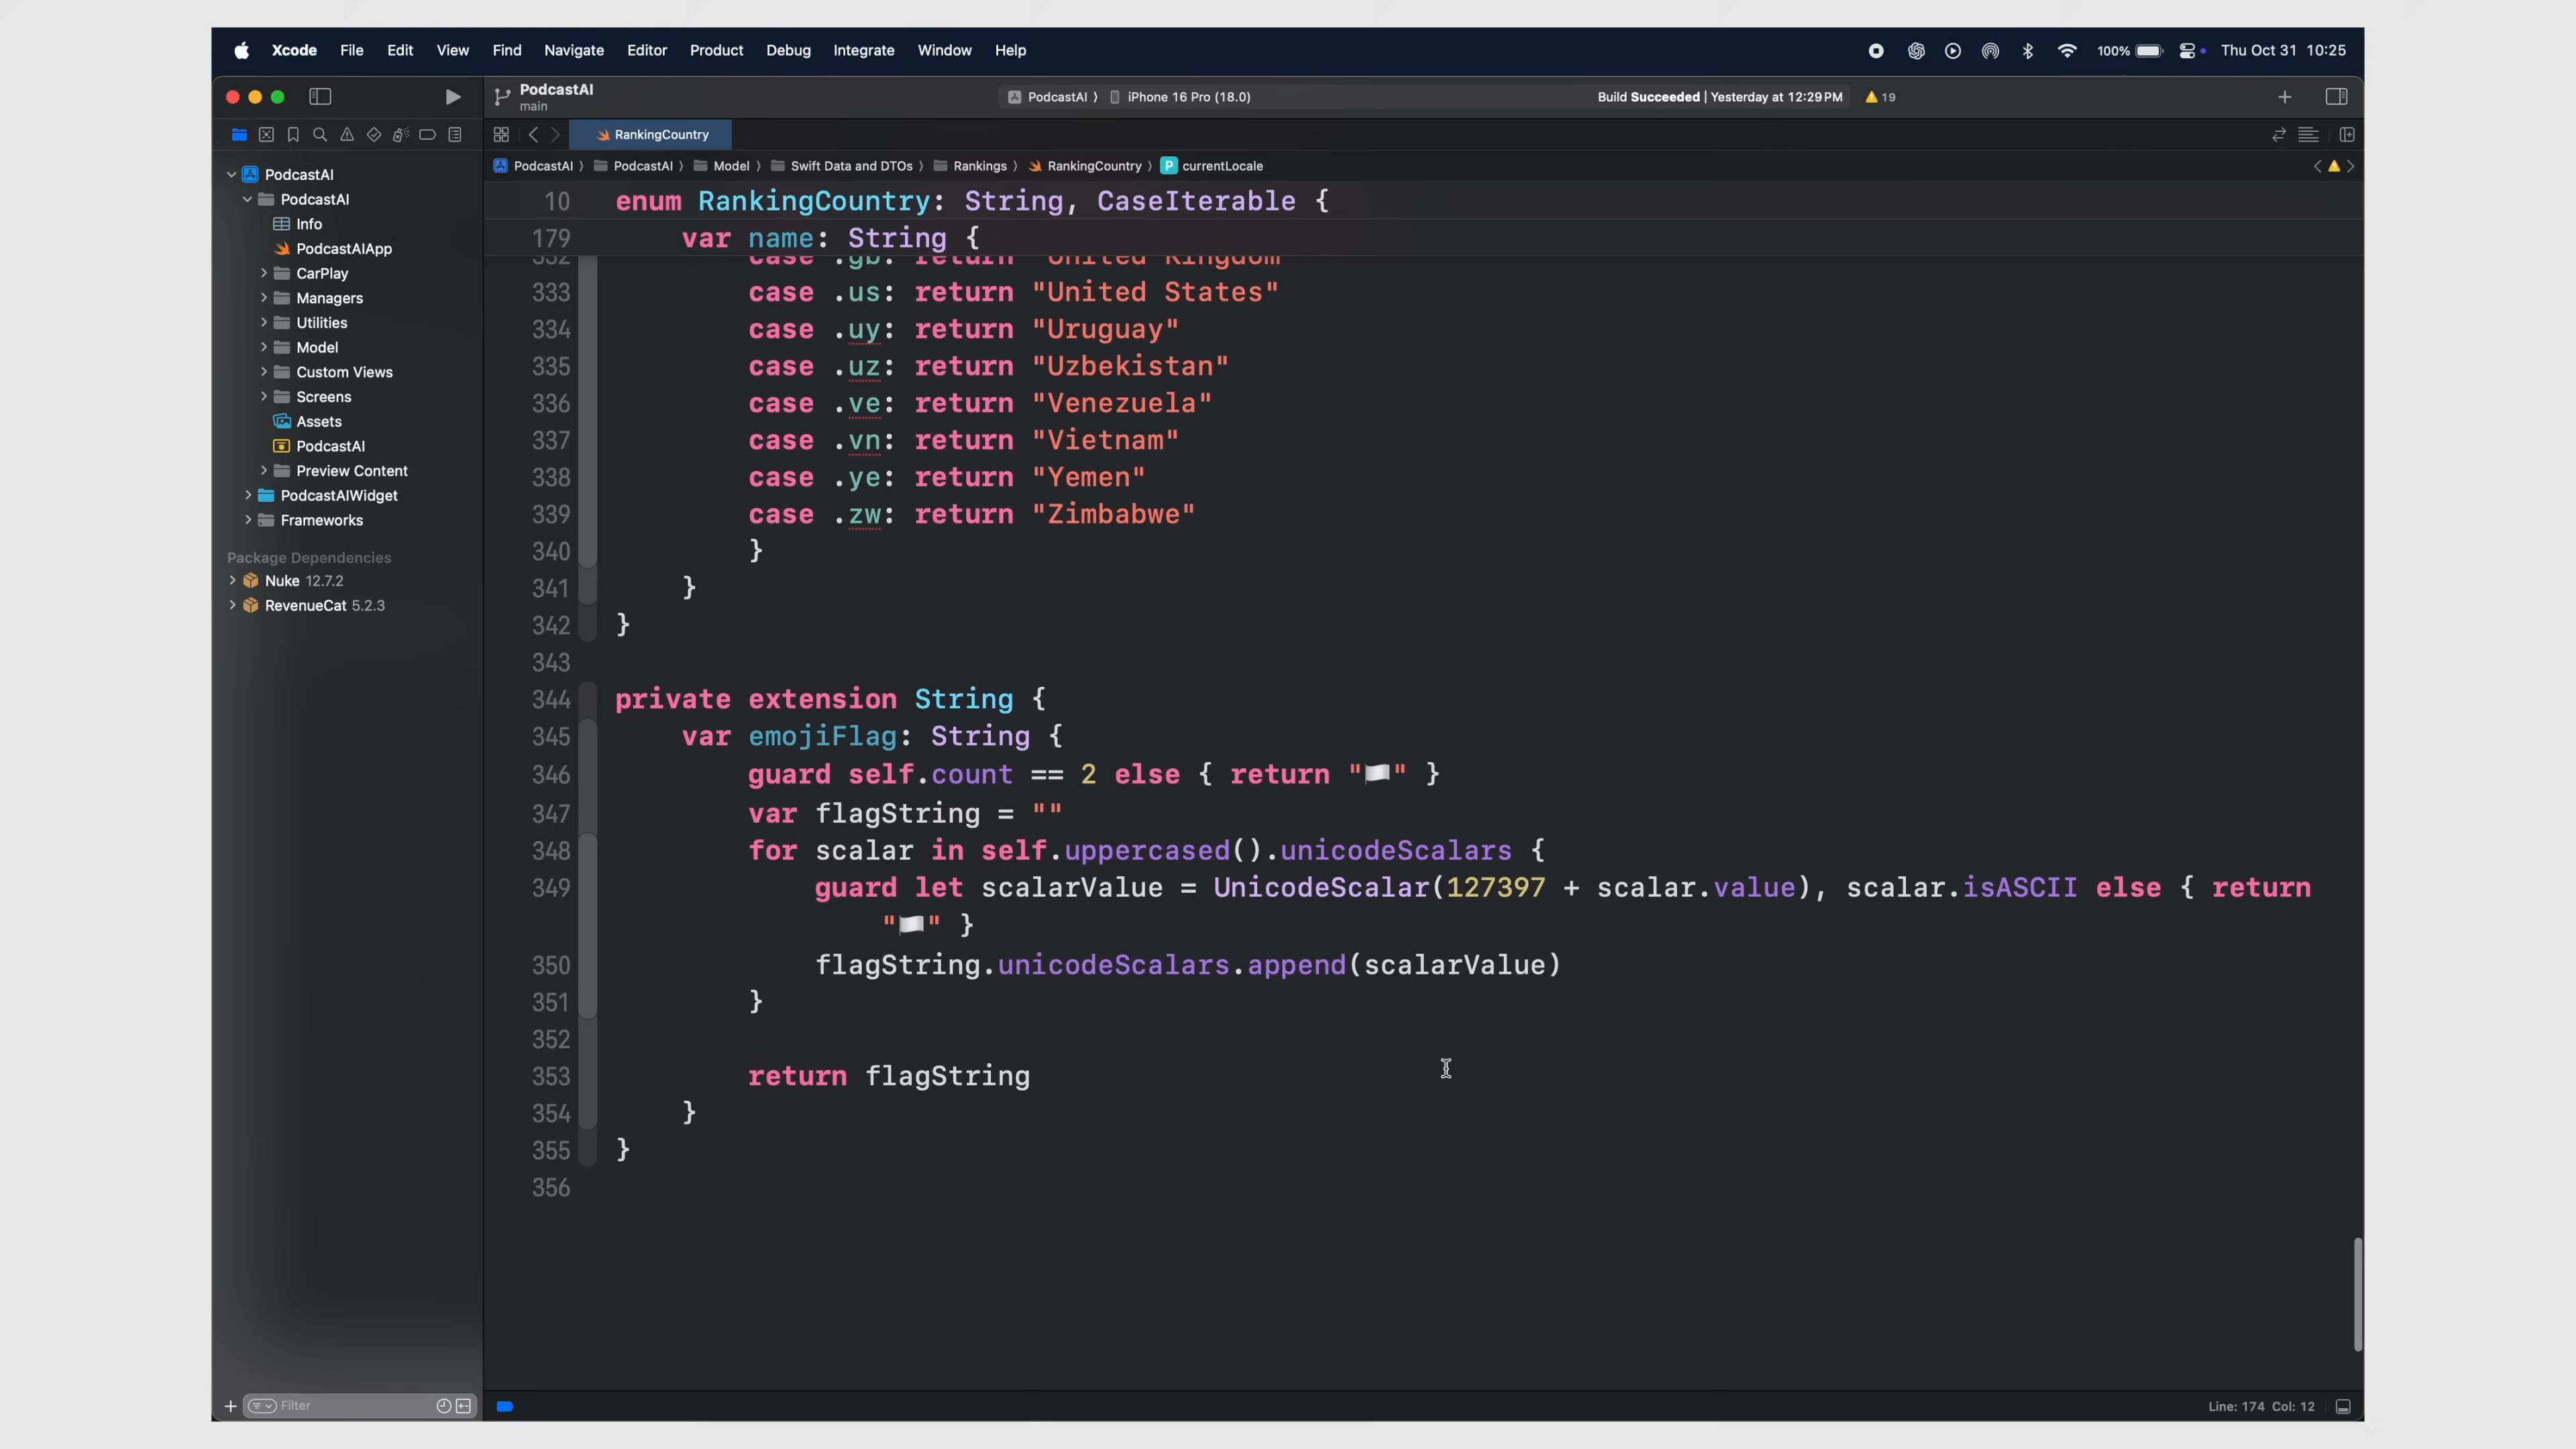 Xcode File Edit View Find Navigate Editor Product Debug Integrate Window Help 100% Thu Oct 31 10:25
PodcastAI
main
PodcastAI 〉 iPhone 16 Pro (18.0)
Build Succeeded | Yesterday at 12:29 PM 19
RankingCountry
PodcastAI 〉 PodcastAI 〉 Model 〉 Swift Data and DTOs 〉 Rankings 〉 RankingCountry 〉 P currentLocale
PodcastAI
PodcastAI
Info
PodcastAIApp
CarPlay
Managers
Utilities
Model
Custom Views
Screens
Assets
PodcastAI
Preview Content
PodcastAIWidget
Frameworks
Package Dependencies
Nuke 12.7.2
RevenueCat 5.2.3
Filter
10 enum RankingCountry: String, CaseIterable {
179 var name: String {
332 case .gb: return "United Kingdom"
333 case .us: return "United States"
334 case .uy: return "Uruguay"
335 case .uz: return "Uzbekistan"
336 case .ve: return "Venezuela"
337 case .vn: return "Vietnam"
338 case .ye: return "Yemen"
339 case .zw: return "Zimbabwe"
340 }
341 }
342 }
343
344 private extension String {
345 var emojiFlag: String {
346 guard self.count == 2 else { return "🏳️" }
347 var flagString = ""
348 for scalar in self.uppercased().unicodeScalars {
349 guard let scalarValue = UnicodeScalar(127397 + scalar.value), scalar.isASCII else { return
"🏳️" }
350 flagString.unicodeScalars.append(scalarValue)
351 }
352
353 return flagString
354 }
355 }
356
Line: 174 Col: 12